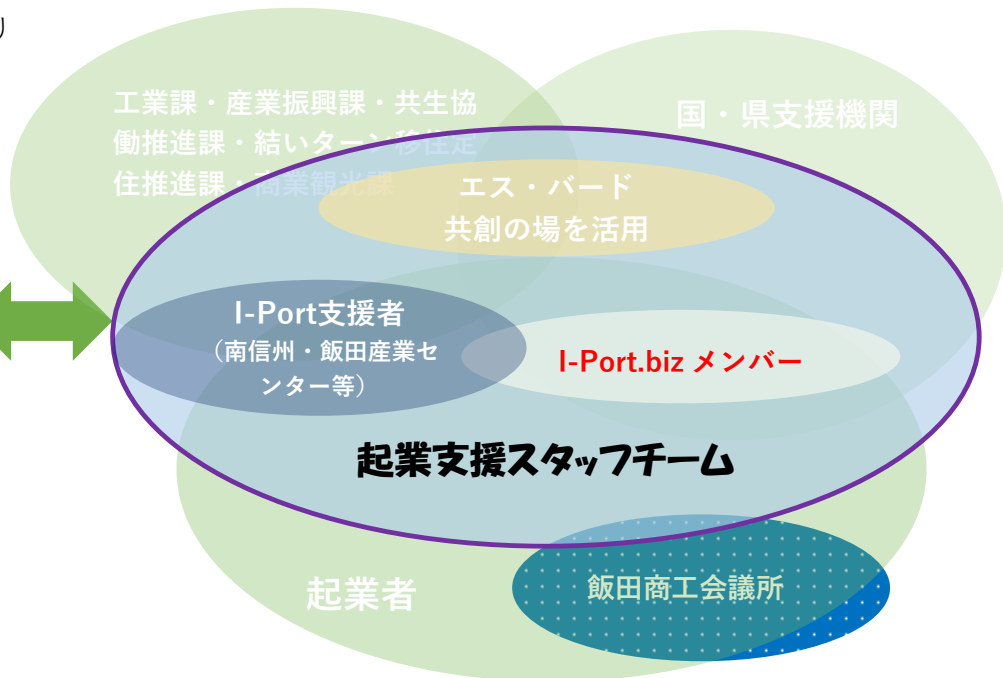 り
工業課・産業振興課・共生協
働推進課・結いターン移住定
住推進課・商業観光課
国・県支援機関
エス・バード
共創の場を活用
I-Port支援者
（南信州・飯田産業セ
ンター等）
I-Port.biz メンバー
起業支援スタッフチーム
起業者
飯田商工会議所